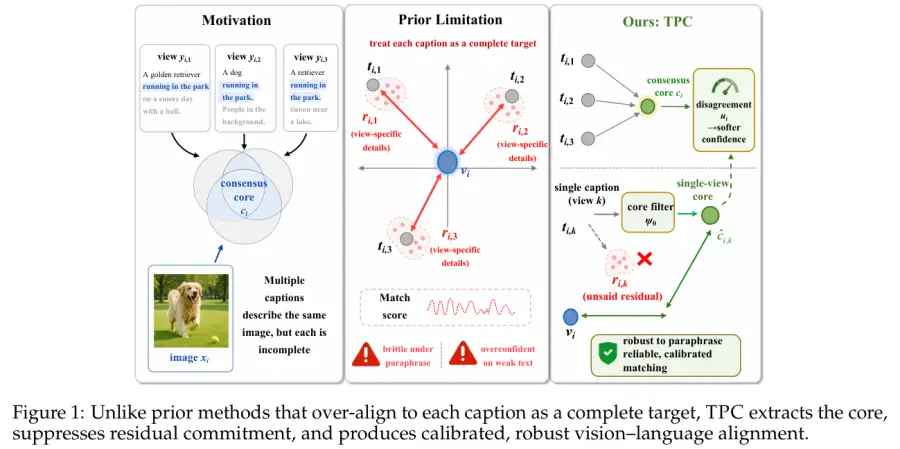 Motivation
view y_{i,1}
A golden retriever
running in the park
on a sunny day
with a ball.
view y_{i,2}
A dog
running in
the park.
People in the
background.
view y_{i,3}
A retriever
running in
the park.
tiuson near
a lake.
consensus
core
c_i
image x_i
Multiple
captions
describe the same
image, but each is
incomplete
Prior Limitation
treat each caption as a complete target
t_{i,1}
r_{i,1}
(view-specific
details)
t_{i,2}
r_{i,2}
(view-specific
details)
v_i
t_{i,3}
r_{i,3}
(view-specific
details)
Match
score
brittle under
paraphrase
overconfident
on weak text
Ours: TPC
t_{i,1}
t_{i,2}
t_{i,3}
consensus
core c_i
disagreement
u_i
→softer
confidence
single caption
(view k)
t_{i,k}
core filter
ψ_θ
single-view
core
ĉ_{i,k}
r_{i,k}
(unsaid residual)
v_i
robust to paraphrase
reliable, calibrated
matching
Figure 1: Unlike prior methods that over-align to each caption as a complete target, TPC extracts the core,
suppresses residual commitment, and produces calibrated, robust vision–language alignment.